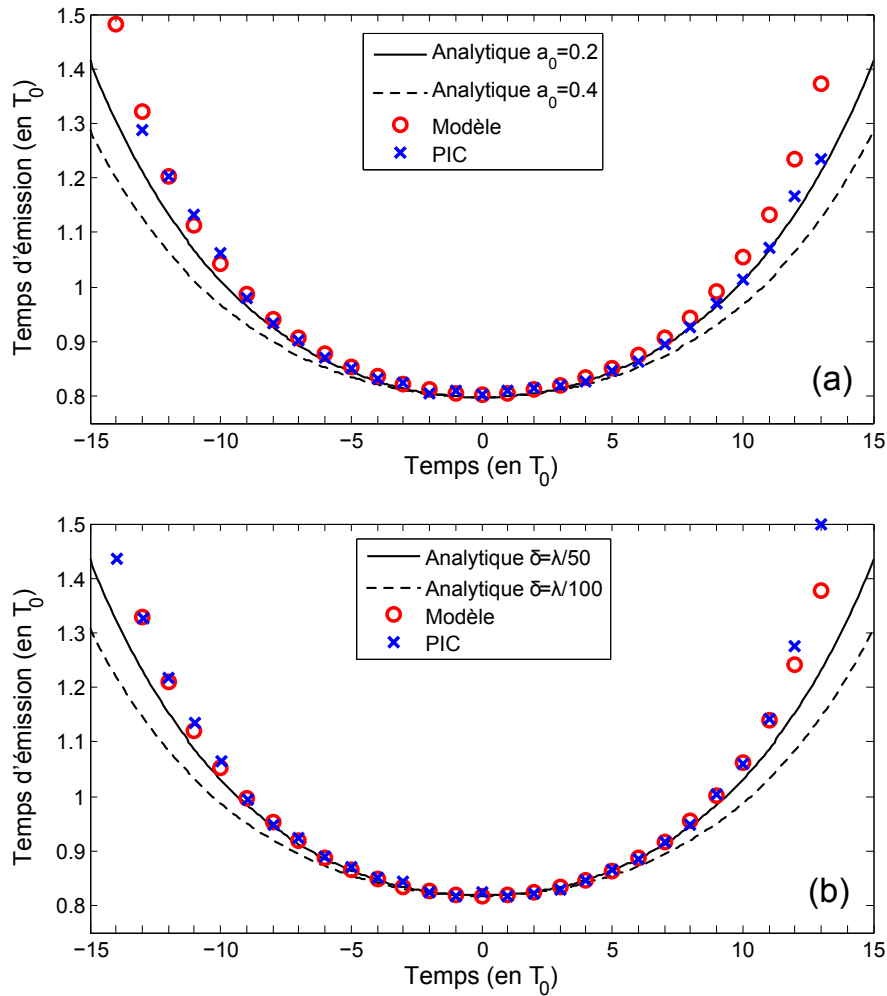 1.5
1.4
1.3
1.2
1.1
1
0.9
0.8
Temps d'émission (en T0)
Analytique a0=0.2
Analytique a0=0.4
Modèle
PIC
(a)
−15 −10 −5 0 5 10 15
Temps (en T0)
1.5
1.4
1.3
1.2
1.1
1
0.9
0.8
Temps d'émission (en T0)
Analytique δ=λ/50
Analytique δ=λ/100
Modèle
PIC
(b)
−15 −10 −5 0 5 10 15
Temps (en T0)